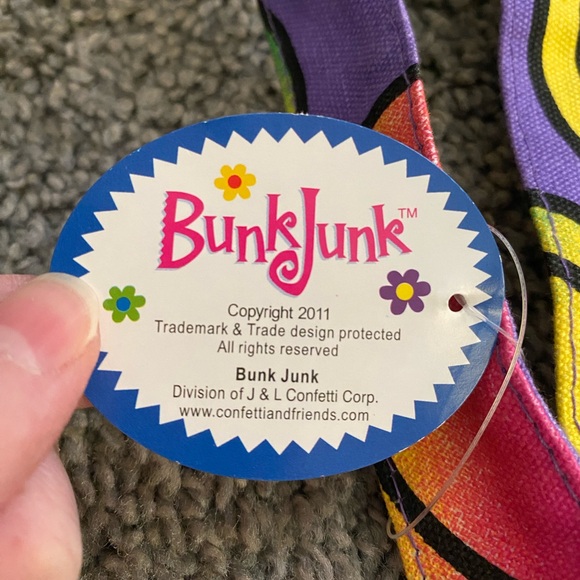 BunkJunk™
Copyright 2011
Trademark & Trade design protected
All rights reserved
Bunk Junk
Division of J & L Confetti Corp.
www.confettiandfriends.com